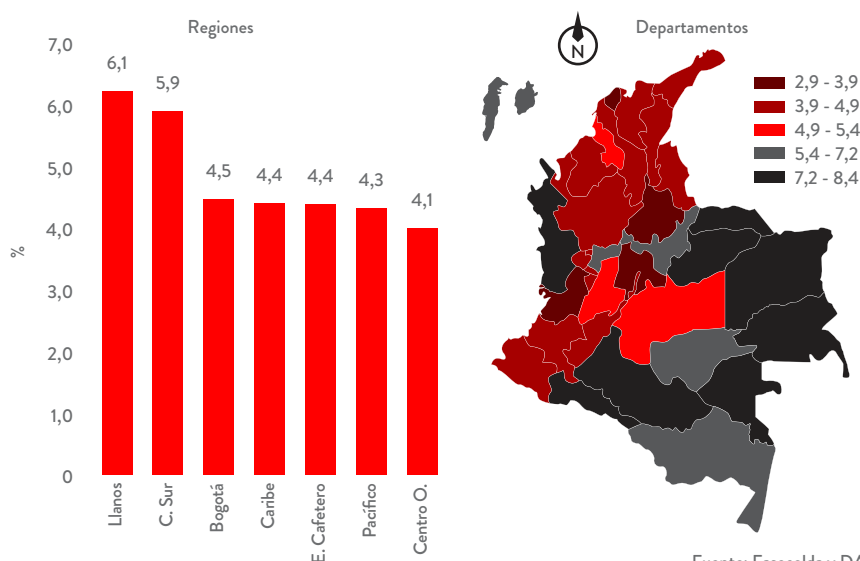 Regiones
7,0
6,0
5,0
4,0
3,0
2,0
1,0
0
%
6,1
5,9
4,5
4,4
4,4
4,3
4,1
Llanos
C. Sur
Bogotá
Caribe
E. Cafetero
Pacífico
Centro O.
Departamentos
N
2,9 - 3,9
3,9 - 4,9
4,9 - 5,4
5,4 - 7,2
7,2 - 8,4